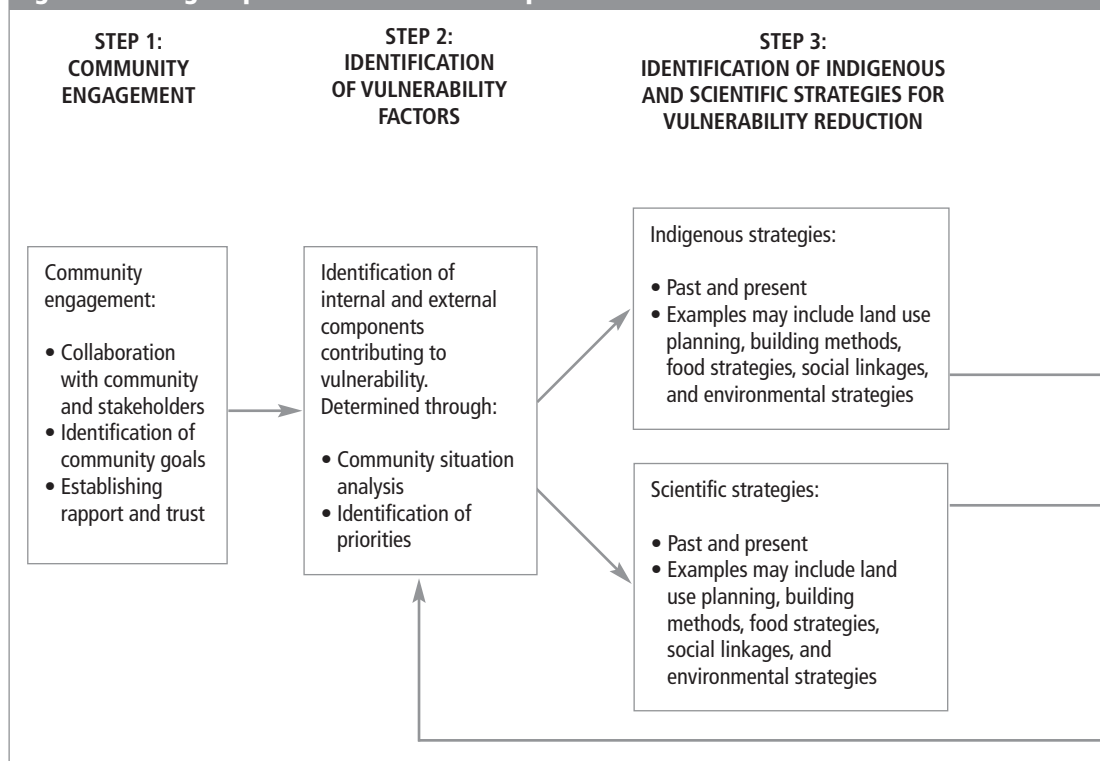 STEP 1:
COMMUNITY
ENGAGEMENT
STEP 2:
IDENTIFICATION
OF VULNERABILITY
FACTORS
STEP 3:
IDENTIFICATION OF INDIGENOUS
AND SCIENTIFIC STRATEGIES FOR
VULNERABILITY REDUCTION
Community
engagement:
• Collaboration
with community
and stakeholders
• Identification of
community goals
• Establishing
rapport and trust
Identification of
internal and external
components
contributing to
vulnerability.
Determined through:
• Community situation
analysis
• Identification of
priorities
Indigenous strategies:
• Past and present
• Examples may include land use
planning, building methods,
food strategies, social linkages,
and environmental strategies
Scientific strategies:
• Past and present
• Examples may include land
use planning, building
methods, food strategies,
social linkages, and
environmental strategies